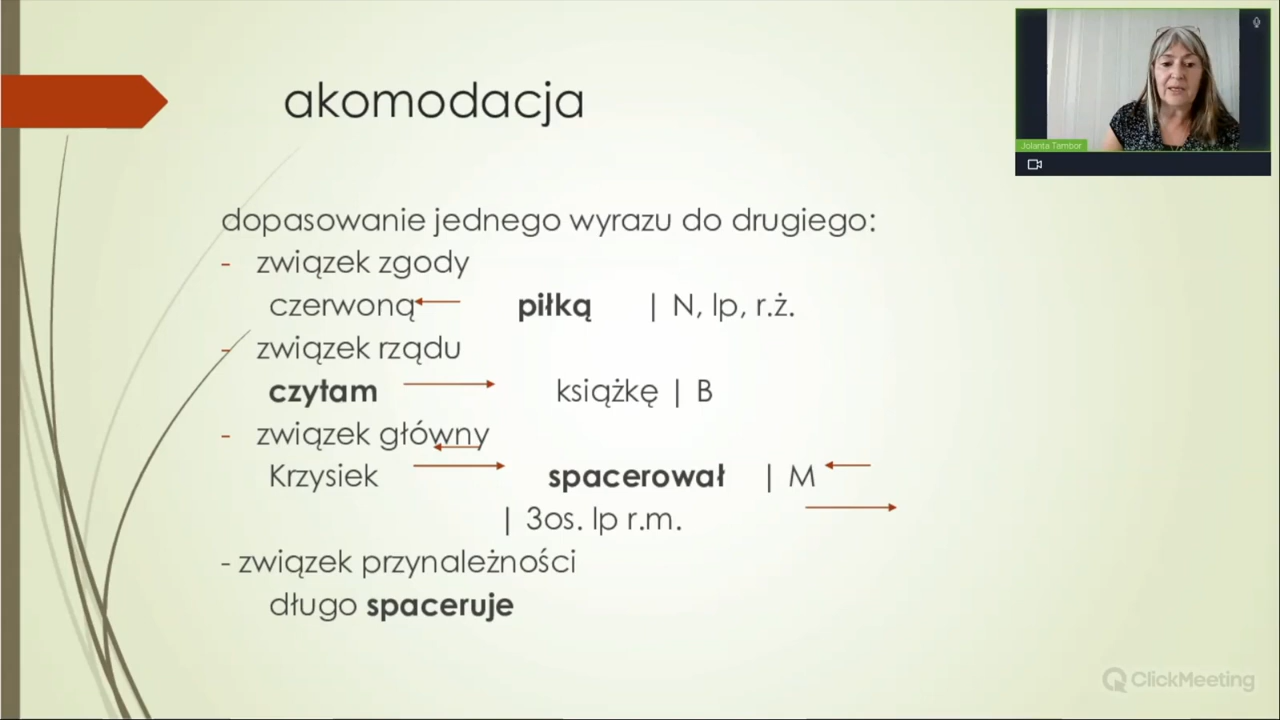 akomodacja
Jolanta Tambor
dopasowanie jednego wyrazu do drugiego:
- związek zgody
czerwoną piłką | N, lp, r.ż.
- związek rządu
czytam książkę | B
- związek główny
Krzysiek spacerował | M
| 3os. lp r.m.
- związek przynależności
długo spaceruje
ClickMeeting